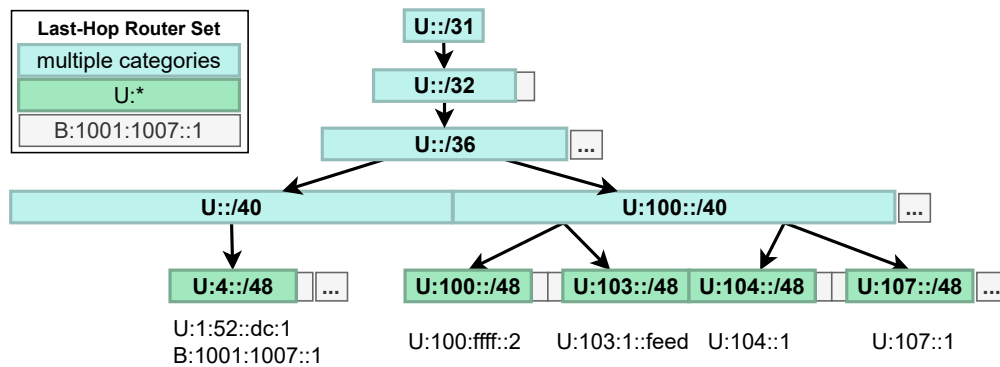 Last-Hop Router Set
multiple categories
U:*
B:1001:1007::1
U::/31
U::/32
U::/36
...
U::/40
U:100::/40
...
U:4::/48
...
U:100::/48
U:103::/48
U:104::/48
U:107::/48
...
U:1:52::dc:1
B:1001:1007::1
U:100:ffff::2
U:103:1::feed
U:104::1
U:107::1